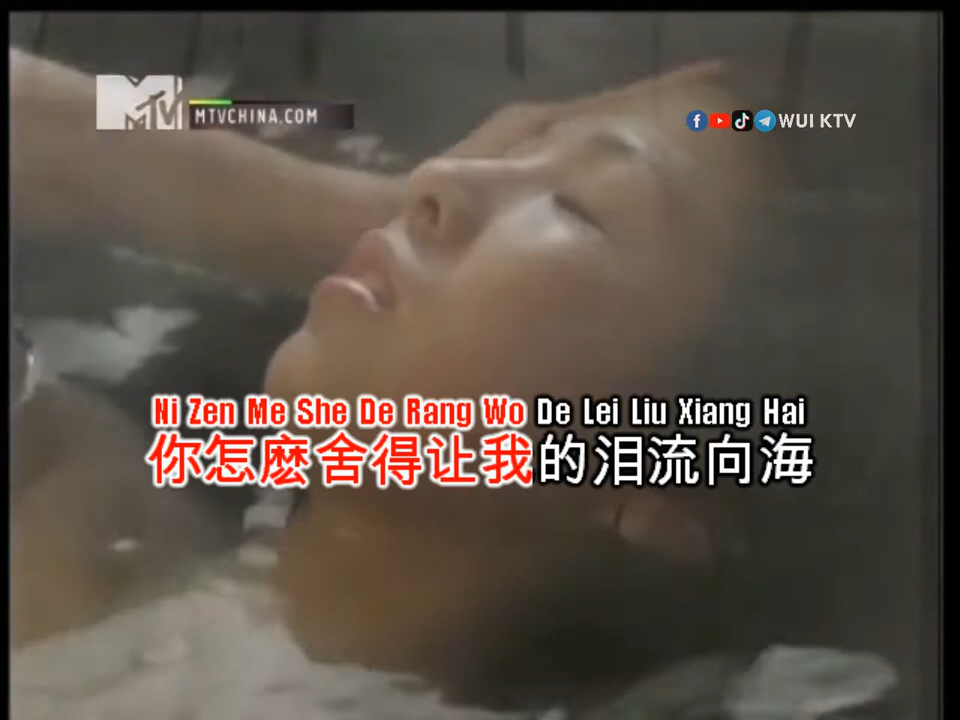 MTV MTVCHINA.COM
WUI KTV
Ni Zen Me She De Rang Wo De Lei Liu Xiang Hai
你怎麽舍得让我的泪流向海